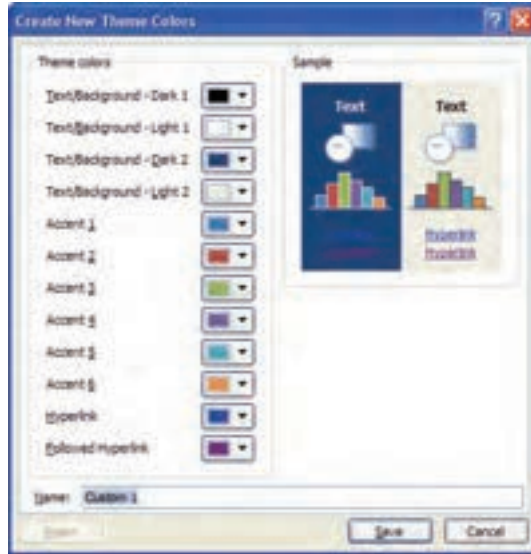 Create New Theme Colors
Theme colors
Text/Background - Dark 1
Text/Background - Light 1
Text/Background - Dark 2
Text/Background - Light 2
Accent 1
Accent 2
Accent 3
Accent 4
Accent 5
Accent 6
Hyperlink
Followed Hyperlink
Sample
Text Text
Hyperlink
Hyperlink
Name: Custom 1
Save Cancel